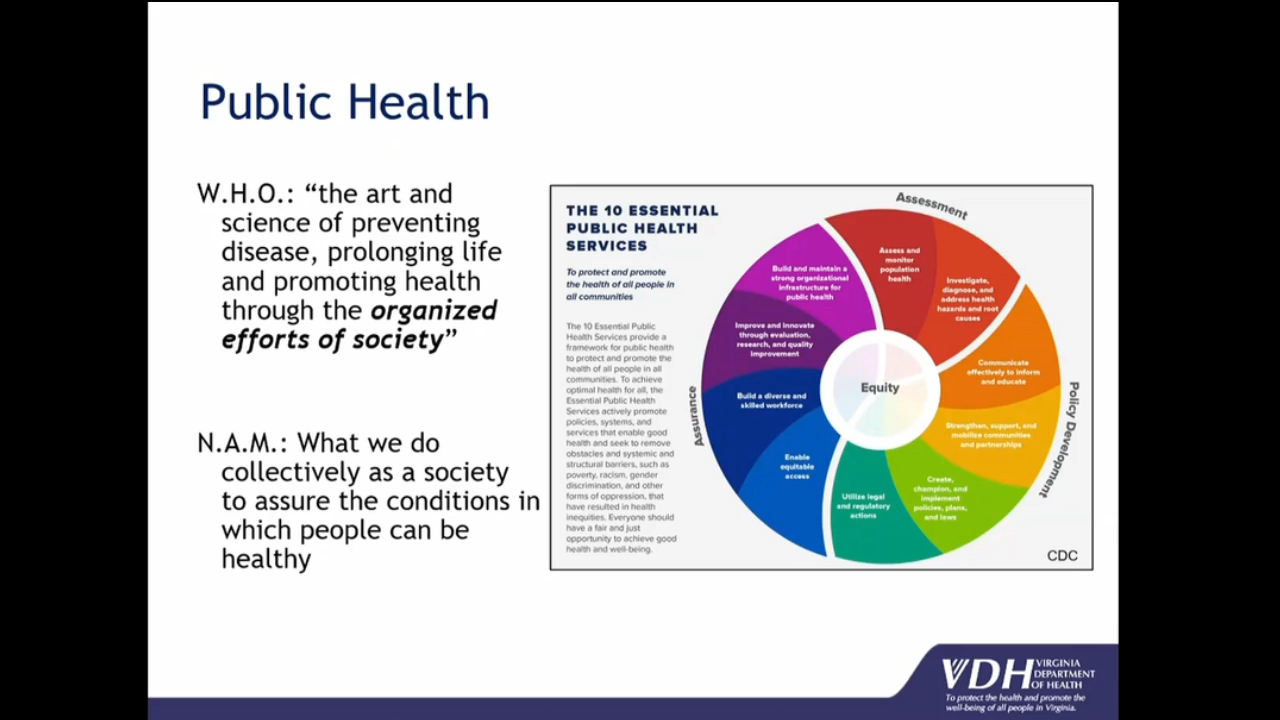 Public Health
W.H.O.: “the art and
science of preventing
disease, prolonging life
and promoting health
through the organized
efforts of society”
N.A.M.: What we do
collectively as a society
to assure the conditions in
which people can be
healthy
THE 10 ESSENTIAL
PUBLIC HEALTH
SERVICES
To protect and promote
the health of all people in
all communities
The 10 Essential Public
Health Services provide a
framework for public health
to protect and promote the
health of all people in all
communities. To achieve
optimal health for all, the
Essential Public Health
Services actively promote
policies, systems, and
services that enable good
health and seek to remove
obstacles and systemic and
structural barriers, such as
poverty, racism, gender
discrimination, and other
forms of oppression, that
have resulted in health
inequities. Everyone should
have a fair and just
opportunity to achieve good
health and well-being.
Assessment
Assess and
monitor
population
health
Investigate,
diagnose, and
address health
hazards and root
causes
Policy Development
Communicate
effectively to inform
and educate
Strengthen, support, and
mobilize communities
and partnerships
Create,
champion, and
implement
policies, plans,
and laws
Utilize legal
and regulatory
actions
Assurance
Enable
equitable
access
Build a diverse and
skilled workforce
Improve and innovate
through evaluation,
research, and quality
improvement
Build and maintain a
strong organizational
infrastructure for
public health
Equity
CDC
VDH VIRGINIA
DEPARTMENT
OF HEALTH
To protect the health and promote the
well-being of all people in Virginia.